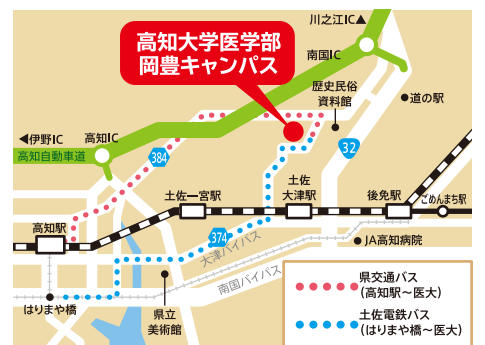 川之江IC▲
高知大学医学部
岡豊キャンパス
南国IC
歴史民俗
資料館
●道の駅
◀伊野IC
高知IC
高知自動車道
384
32
土佐一宮駅
土佐
大津駅
後免駅
ごめんまち駅
高知駅
374
大津バイパス
●JA高知病院
南国バイパス
はりまや橋
県立
美術館
県交通バス
(高知駅～医大)
土佐電鉄バス
(はりまや橋～医大)